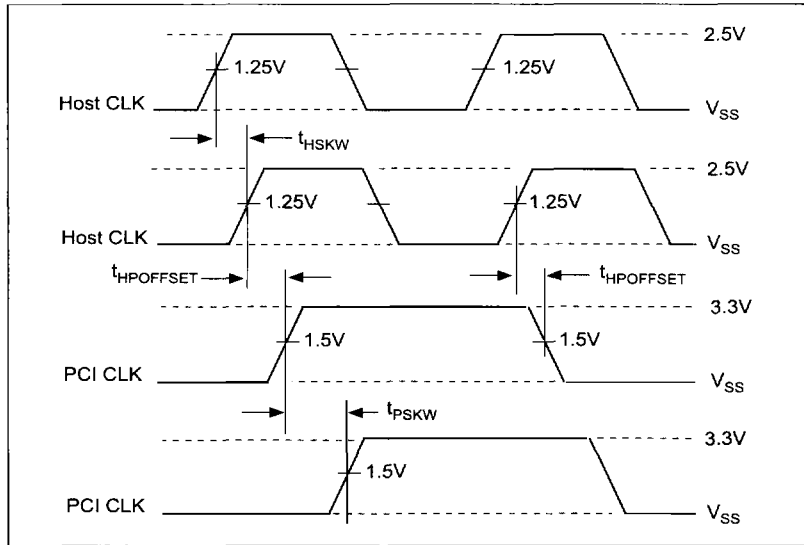 2.5V
1.25V 1.25V
Host CLK VSS
tHSKW
2.5V
1.25V 1.25V
Host CLK VSS
tHPOFFSET tHPOFFSET
3.3V
1.5V 1.5V
PCI CLK VSS
tPSKW
3.3V
1.5V
PCI CLK VSS